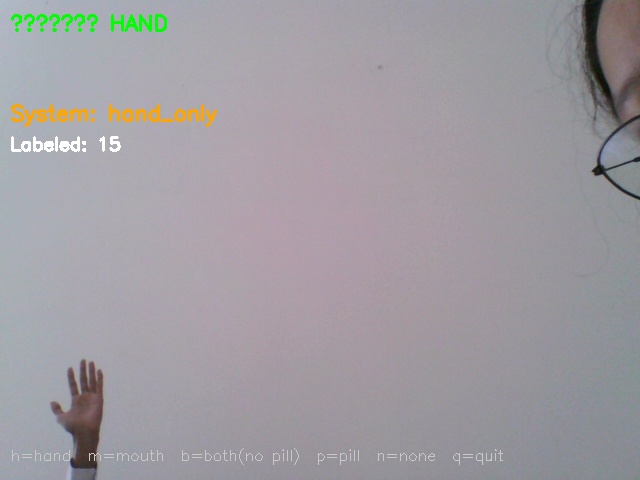 ??????? HAND
System: hand_only
Labeled: 15
h=hand m=mouth b=both(no pill) p=pill n=none q=quit